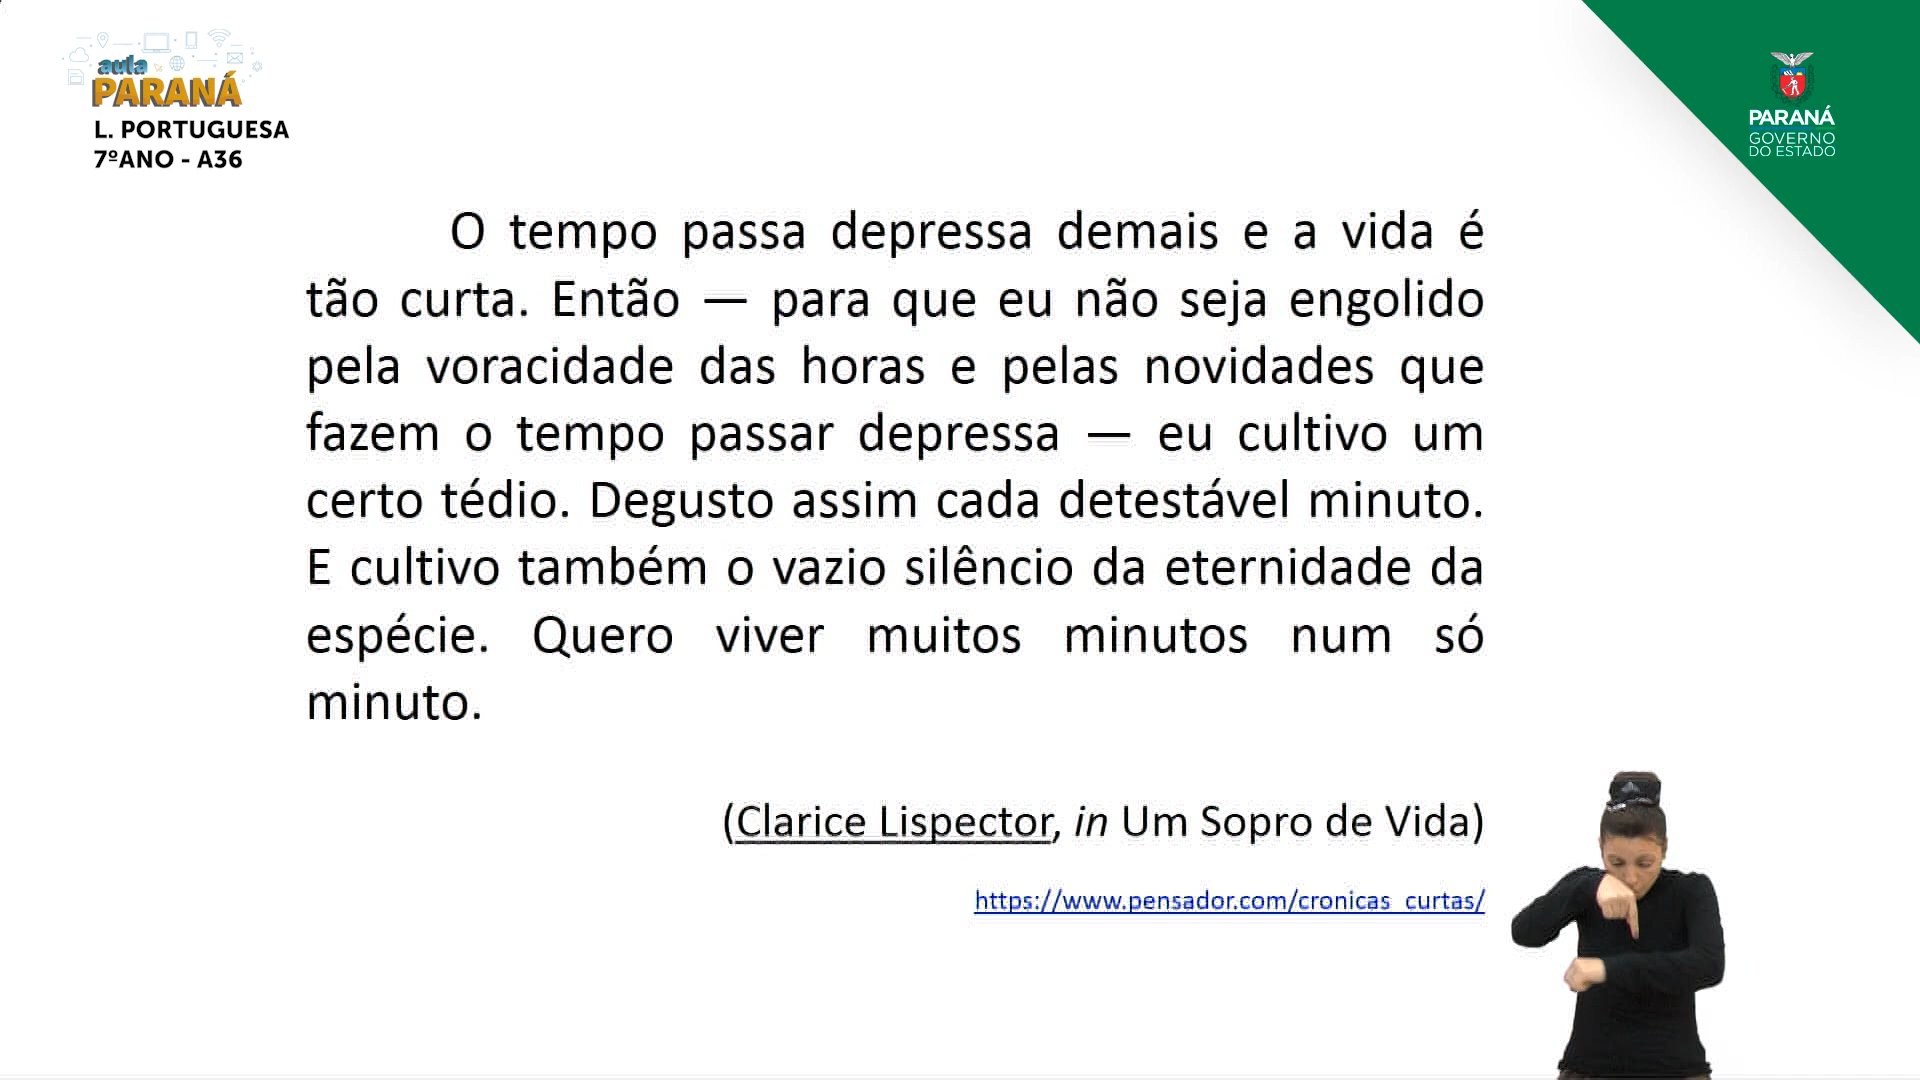 aula
PARANÁ
L. PORTUGUESA
7ºANO - A36
PARANÁ
GOVERNO
DO ESTADO
O tempo passa depressa demais e a vida é
tão curta. Então — para que eu não seja engolido
pela voracidade das horas e pelas novidades que
fazem o tempo passar depressa — eu cultivo um
certo tédio. Degusto assim cada detestável minuto.
E cultivo também o vazio silêncio da eternidade da
espécie. Quero viver muitos minutos num só
minuto.
(Clarice Lispector, in Um Sopro de Vida)
https://www.pensador.com/cronicas_curtas/